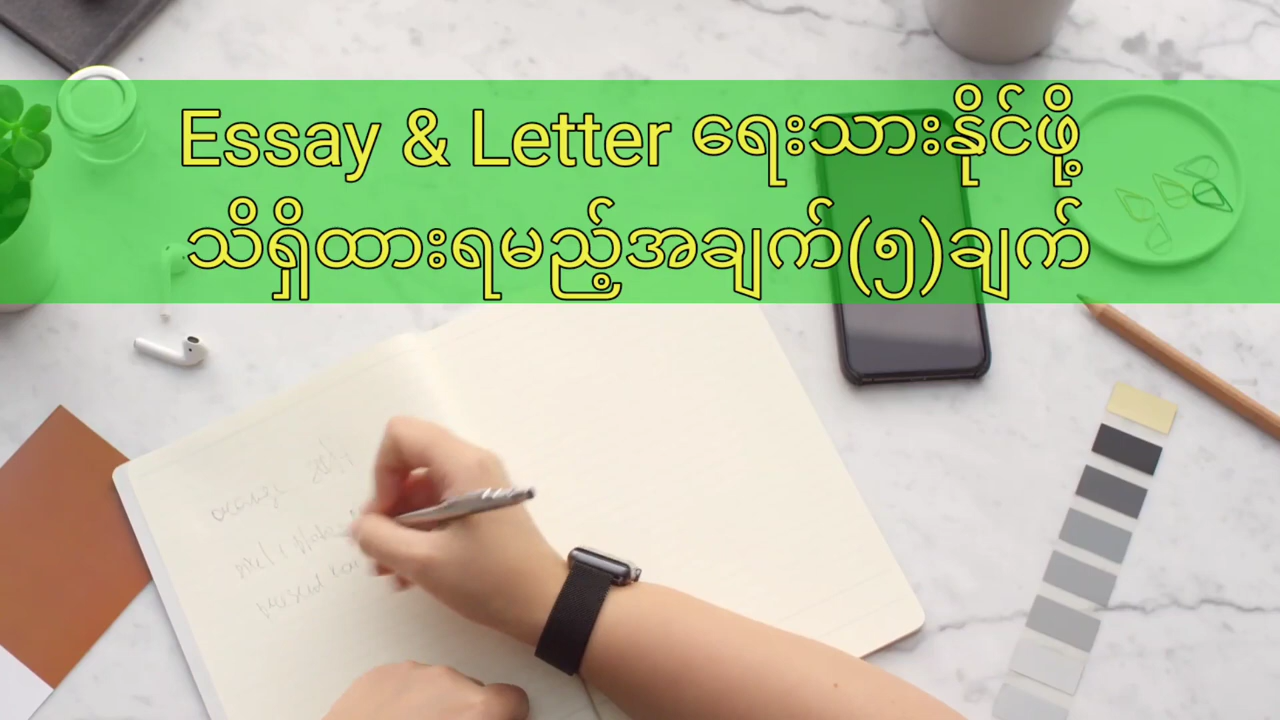 Essay & Letter ရေးသားနိုင်ဖို့
သိရှိထားရမည့်အချက်(၅)ချက်